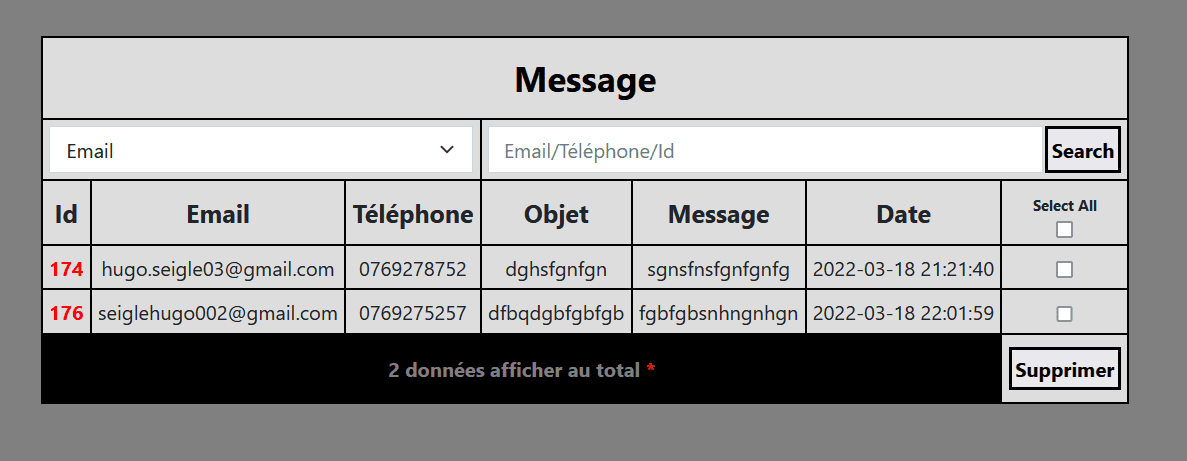 Message
Email Email/Téléphone/Id Search
Id Email Téléphone Objet Message Date Select All
174 hugo.seigle03@gmail.com 0769278752 dghsfgnfgn sgnsfnsfgnfgnfg 2022-03-18 21:21:40
176 seiglehugo002@gmail.com 0769275257 dfbqdgbfgbfgb fgbfgbsnhngnhgn 2022-03-18 22:01:59
2 données afficher au total * Supprimer